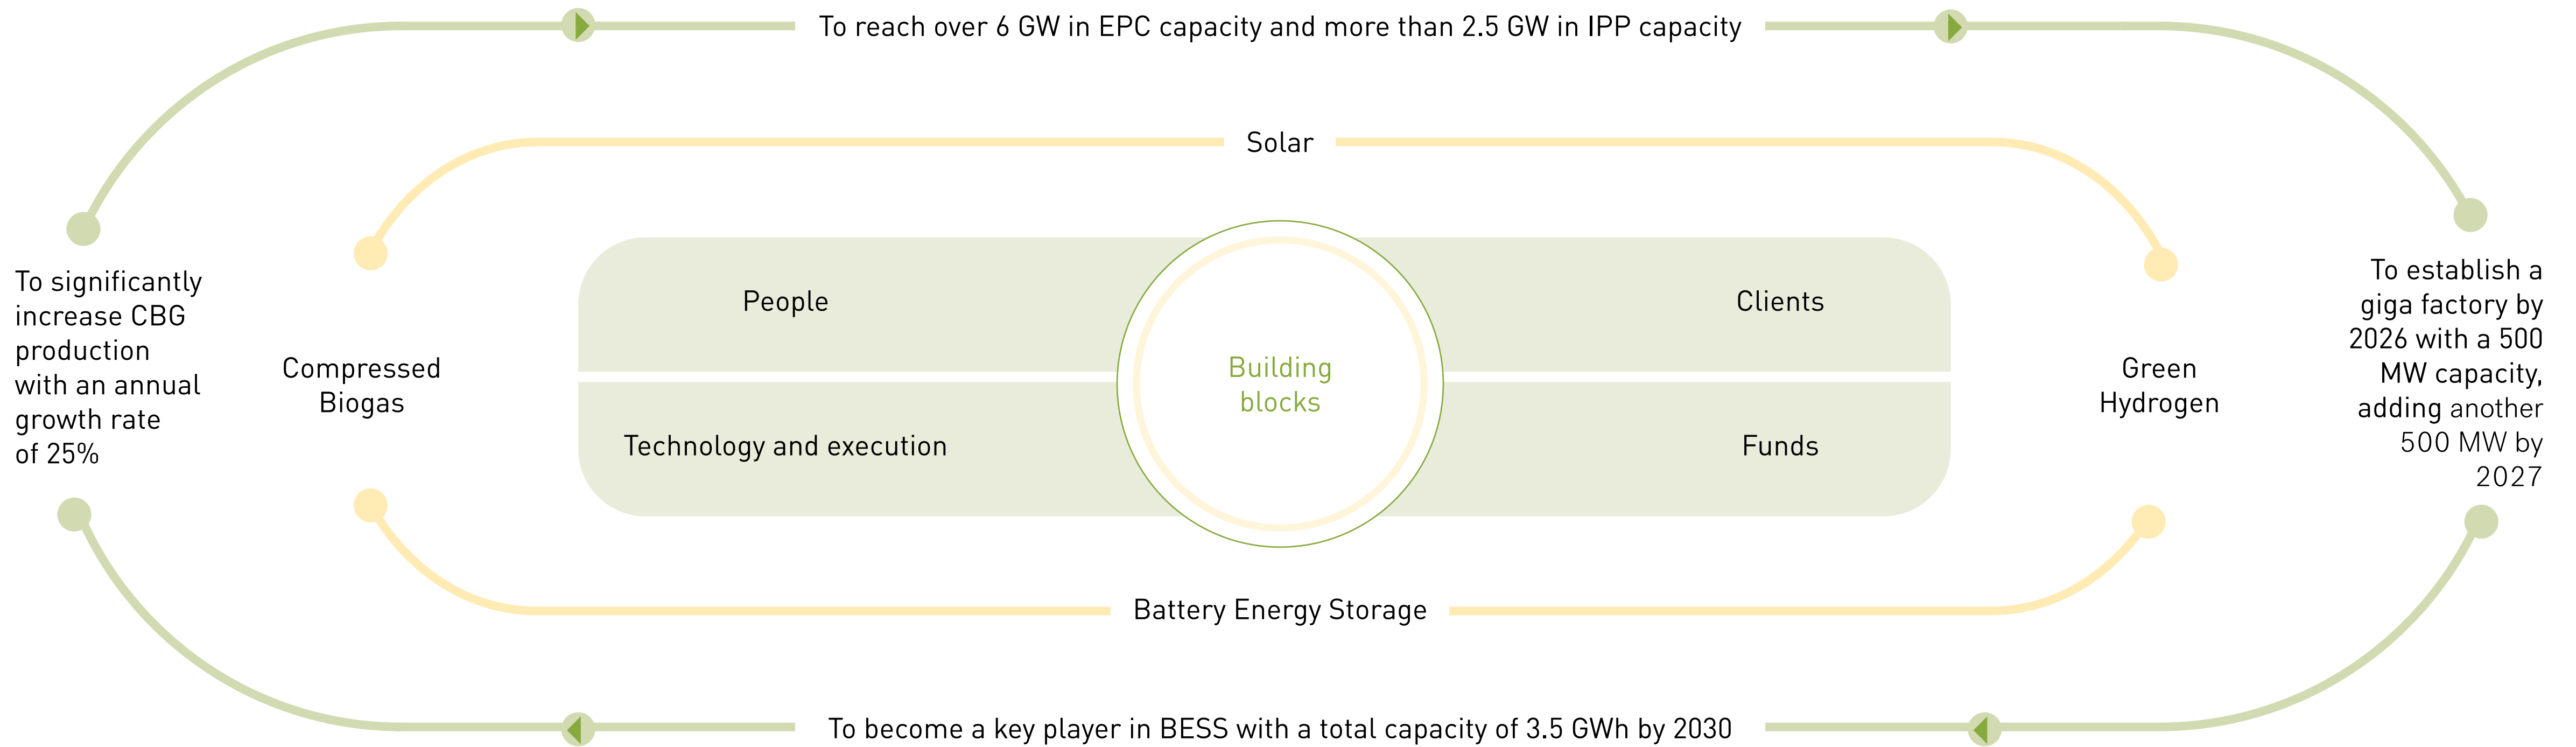 To reach over 6 GW in EPC capacity and more than 2.5 GW in IPP capacity
Solar
To significantly
increase CBG
production
with an annual
growth rate
of 25%
Compressed
Biogas
People
Technology and execution
Building
blocks
Clients
Funds
Green
Hydrogen
To establish a
giga factory by
2026 with a 500
MW capacity,
adding another
500 MW by
2027
Battery Energy Storage
To become a key player in BESS with a total capacity of 3.5 GWh by 2030